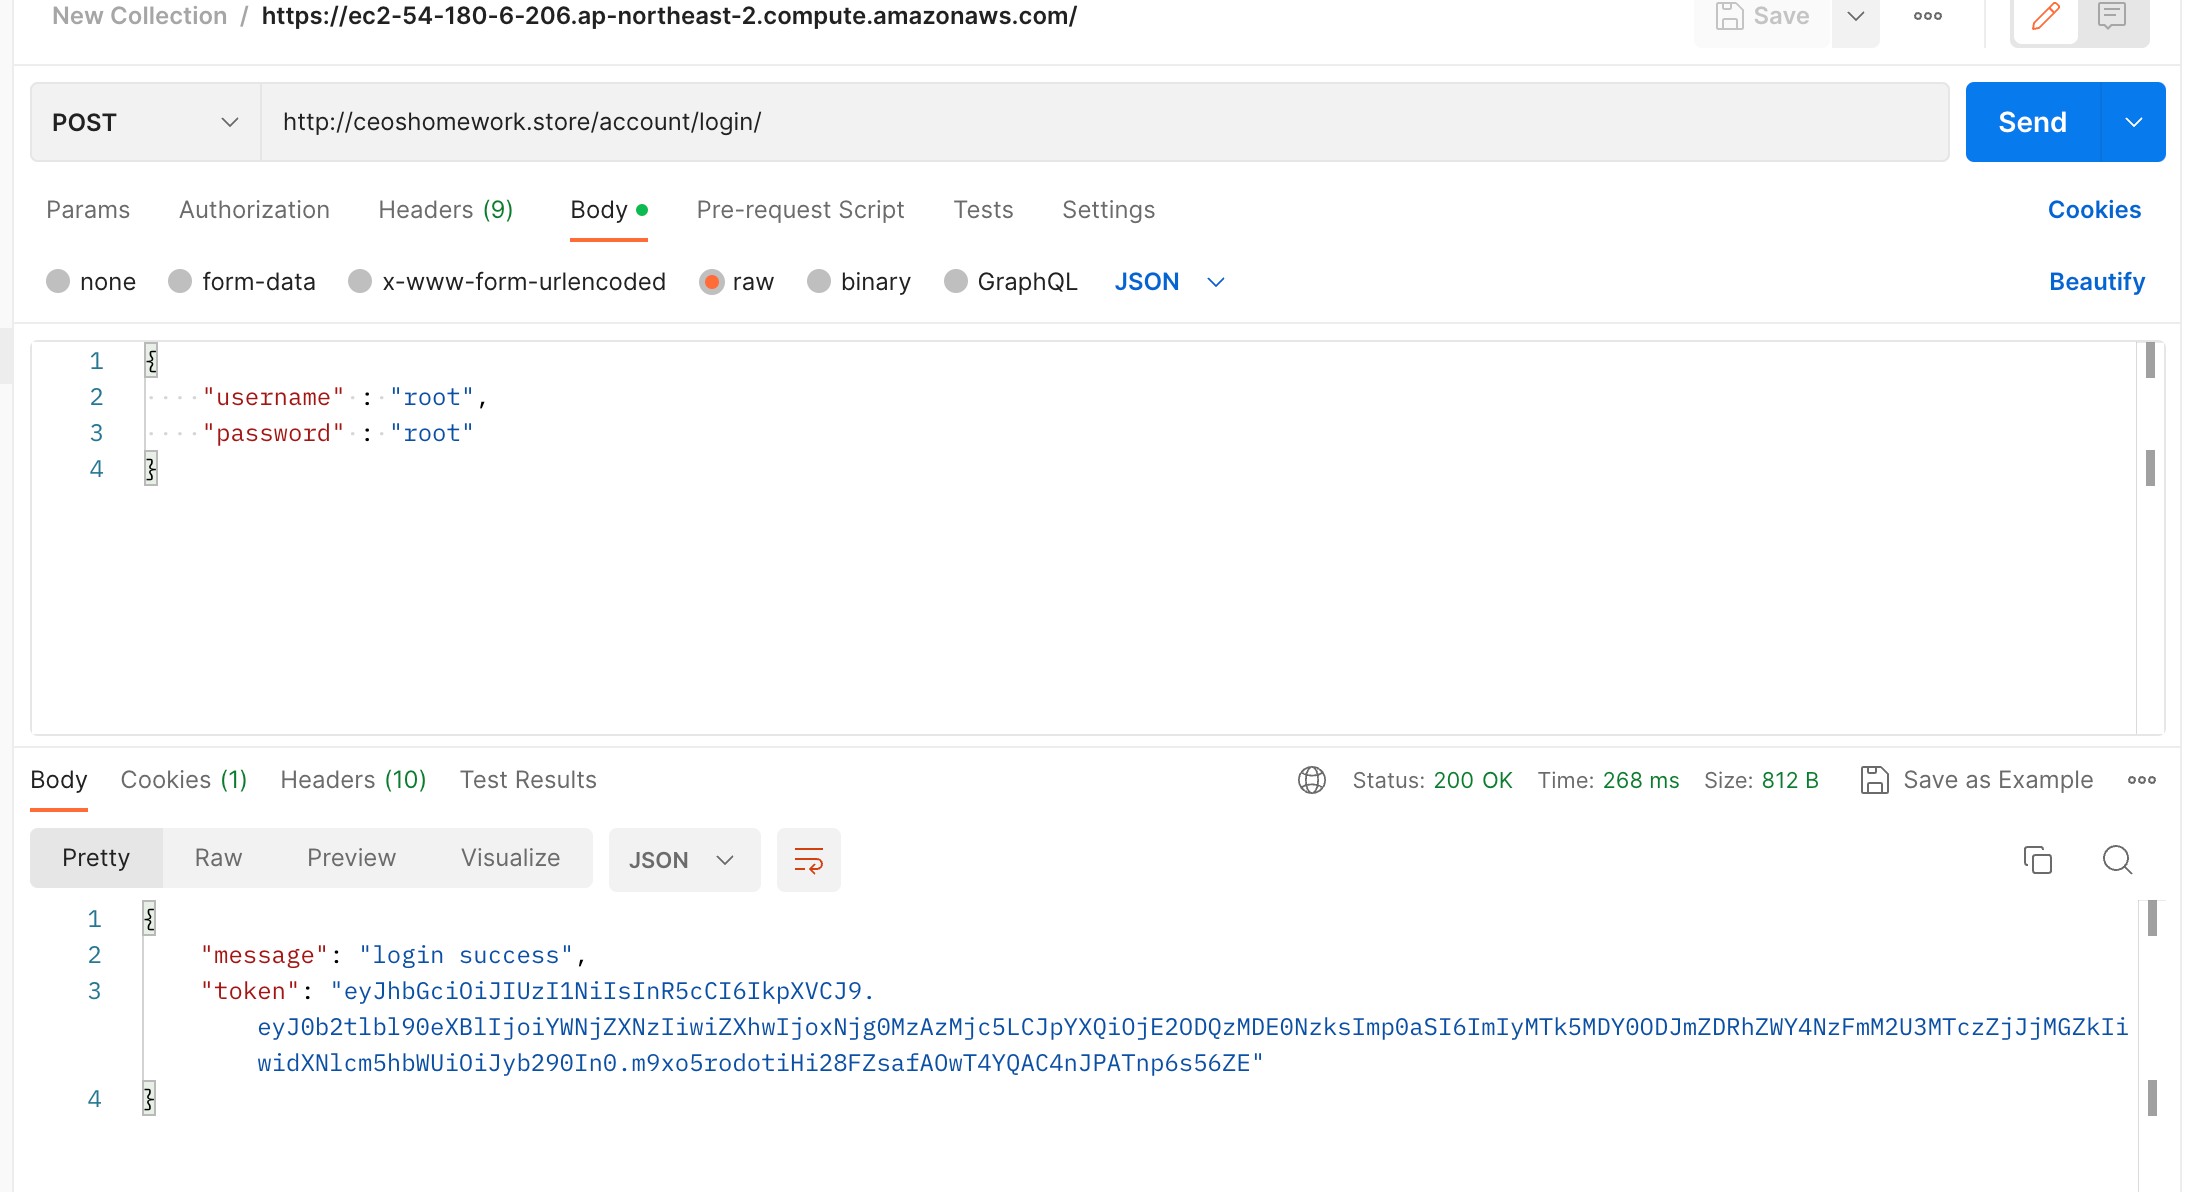 New Collection / https://ec2-54-180-6-206.ap-northeast-2.compute.amazonaws.com/ Save
POST http://ceoshomework.store/account/login/ Send
Params Authorization Headers (9) Body Pre-request Script Tests Settings Cookies
none form-data x-www-form-urlencoded raw binary GraphQL JSON Beautify
1 {
2 "username" : "root",
3 "password" : "root"
4 }
Body Cookies (1) Headers (10) Test Results Status: 200 OK Time: 268 ms Size: 812 B Save as Example
Pretty Raw Preview Visualize JSON
1 {
2 "message": "login success",
3 "token": "eyJhbGciOiJIUzI1NiIsInR5cCI6IkpXVCJ9.
eyJ0b2tlbl90eXBlIjoiYWNjZXNzIiwiZXhwIjoxNjg0MzAzMjc5LCJpYXQiOjE2ODQzMDE0NzksImp0aSI6ImIyMTk5MDY0ODJmZDRhZWY4NzFmM2U3MTczZjJjMGZkIi
widXNlcm5hbWUiOiJyb290In0.m9xo5rodotiHi28FZsafAOwT4YQAC4nJPATnp6s56ZE"
4 }